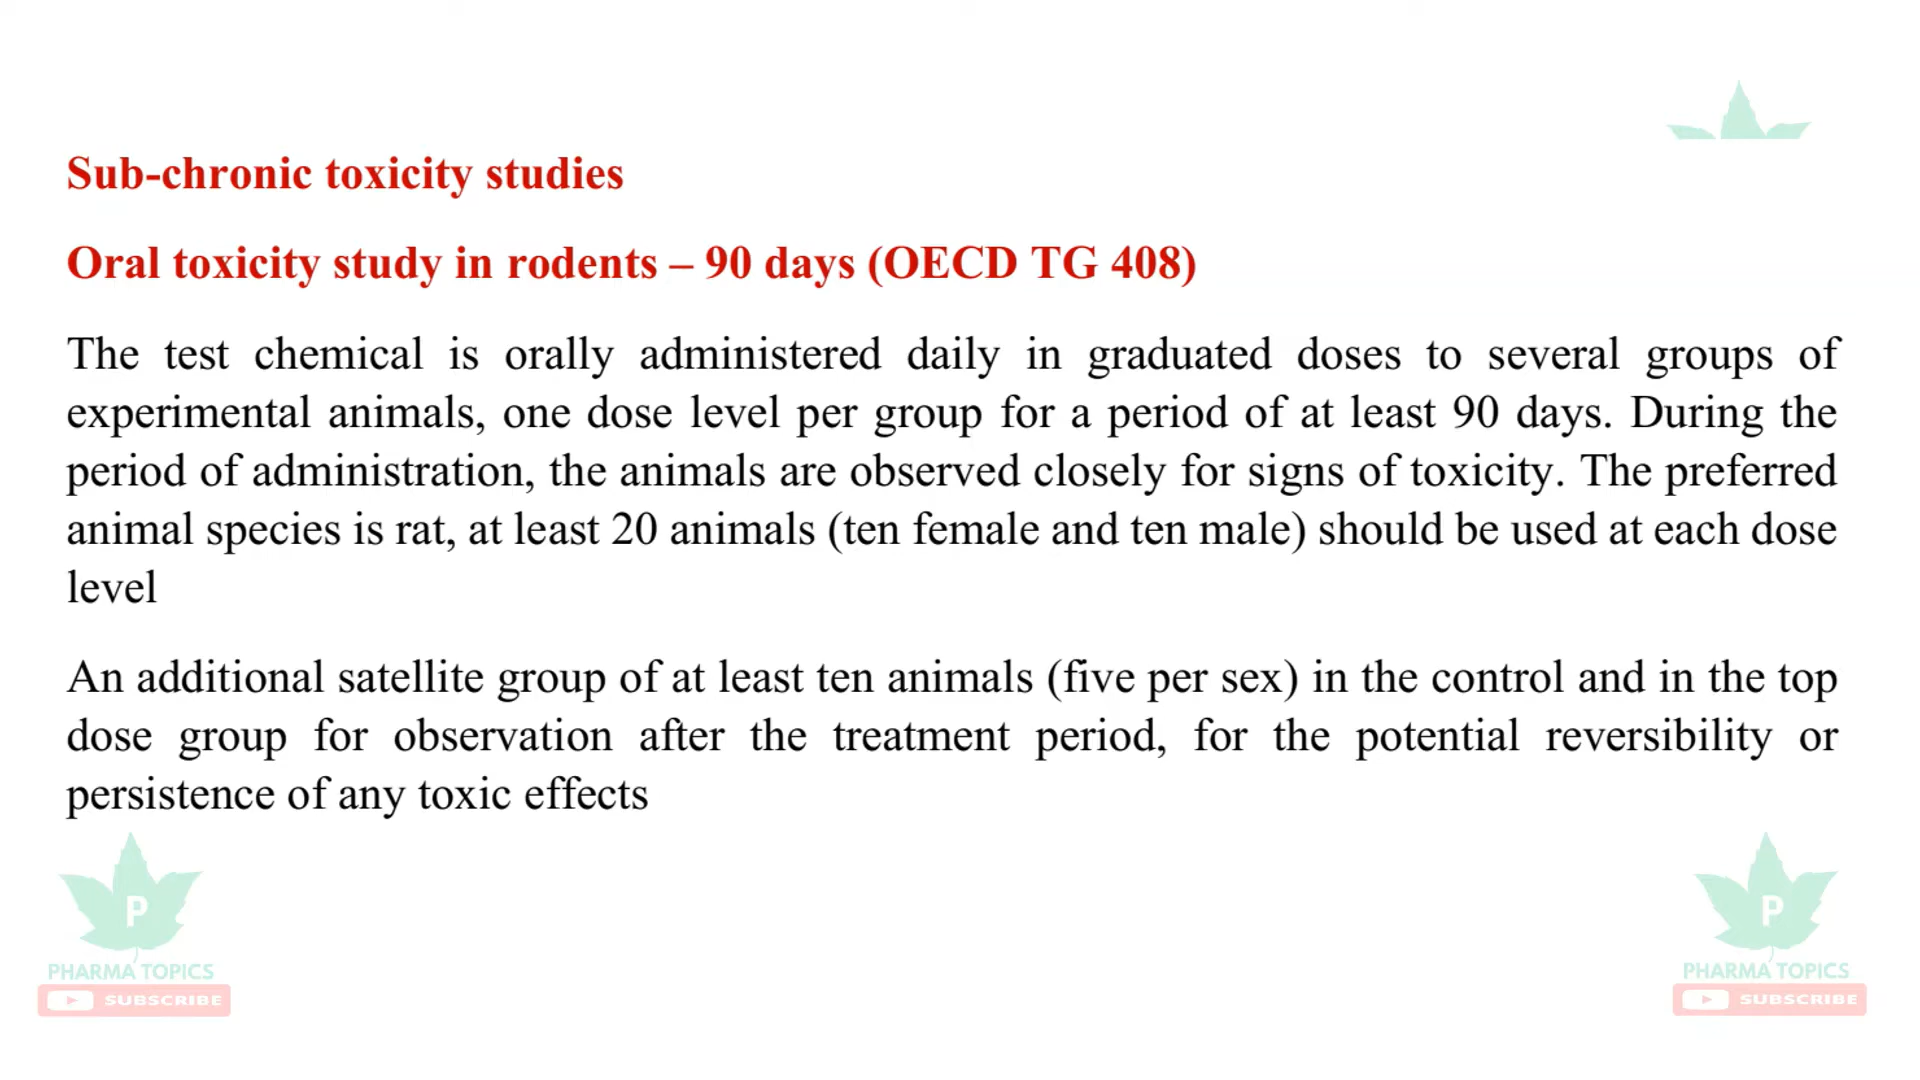 Sub-chronic toxicity studies
Oral toxicity study in rodents – 90 days (OECD TG 408)
The test chemical is orally administered daily in graduated doses to several groups of
experimental animals, one dose level per group for a period of at least 90 days. During the
period of administration, the animals are observed closely for signs of toxicity. The preferred
animal species is rat, at least 20 animals (ten female and ten male) should be used at each dose
level
An additional satellite group of at least ten animals (five per sex) in the control and in the top
dose group for observation after the treatment period, for the potential reversibility or
persistence of any toxic effects
P
PHARMA TOPICS
SUBSCRIBE
P
PHARMA TOPICS
SUBSCRIBE